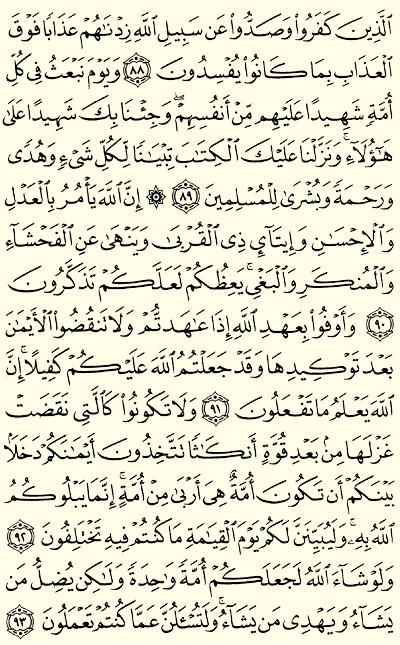 ٱلَّذِينَ كَفَرُوا۟ وَصَدُّوا۟ عَن سَبِيلِ ٱللَّهِ زِدْنَـٰهُمْ عَذَابًا فَوْقَ
ٱلْعَذَابِ بِمَا كَانُوا۟ يُفْسِدُونَ ٨٨ وَيَوْمَ نَبْعَثُ فِى كُلِّ
أُمَّةٍ شَهِيدًا عَلَيْهِم مِّنْ أَنفُسِهِمْ ۖ وَجِئْنَا بِكَ شَهِيدًا عَلَىٰ
هَـٰٓؤُلَآءِ ۚ وَنَزَّلْنَا عَلَيْكَ ٱلْكِتَـٰبَ تِبْيَـٰنًا لِّكُلِّ شَىْءٍ وَهُدًى
وَرَحْمَةً وَبُشْرَىٰ لِلْمُسْلِمِينَ ٨٩ ۞ إِنَّ ٱللَّهَ يَأْمُرُ بِٱلْعَدْلِ
وَٱلْإِحْسَـٰنِ وَإِيتَآئِ ذِى ٱلْقُرْبَىٰ وَيَنْهَىٰ عَنِ ٱلْفَحْشَآءِ
وَٱلْمُنكَرِ وَٱلْبَغْىِ ۚ يَعِظُكُمْ لَعَلَّكُمْ تَذَكَّرُونَ
٩٠ وَأَوْفُوا۟ بِعَهْدِ ٱللَّهِ إِذَا عَـٰهَدتُّمْ وَلَا تَنقُضُوا۟ ٱلْأَيْمَـٰنَ
بَعْدَ تَوْكِيدِهَا وَقَدْ جَعَلْتُمُ ٱللَّهَ عَلَيْكُمْ كَفِيلًا ۚ إِنَّ
ٱللَّهَ يَعْلَمُ مَا تَفْعَلُونَ ٩١ وَلَا تَكُونُوا۟ كَٱلَّتِى نَقَضَتْ
غَزْلَهَا مِنۢ بَعْدِ قُوَّةٍ أَنكَـٰثًا تَتَّخِذُونَ أَيْمَـٰنَكُمْ دَخَلًۢا
بَيْنَكُمْ أَن تَكُونَ أُمَّةٌ هِىَ أَرْبَىٰ مِنْ أُمَّةٍ ۚ إِنَّمَا يَبْلُوكُمُ
ٱللَّهُ بِهِۦ ۚ وَلَيُبَيِّنَنَّ لَكُمْ يَوْمَ ٱلْقِيَـٰمَةِ مَا كُنتُمْ فِيهِ تَخْتَلِفُونَ ٩٢
وَلَوْ شَآءَ ٱللَّهُ لَجَعَلَكُمْ أُمَّةً وَٰحِدَةً وَلَـٰكِن يُضِلُّ مَن
يَشَآءُ وَيَهْدِى مَن يَشَآءُ ۚ وَلَتُسْـَٔلُنَّ عَمَّا كُنتُمْ تَعْمَلُونَ ٩٣